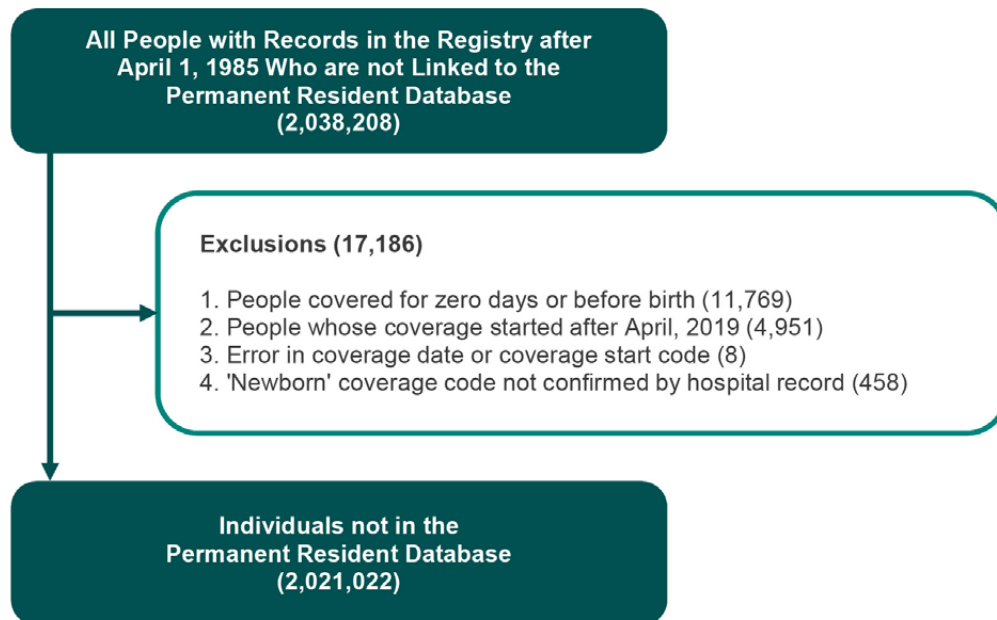 All People with Records in the Registry after
April 1, 1985 Who are not Linked to the
Permanent Resident Database
(2,038,208)
Exclusions (17,186)
1. People covered for zero days or before birth (11,769)
2. People whose coverage started after April, 2019 (4,951)
3. Error in coverage date or coverage start code (8)
4. 'Newborn' coverage code not confirmed by hospital record (458)
Individuals not in the
Permanent Resident Database
(2,021,022)